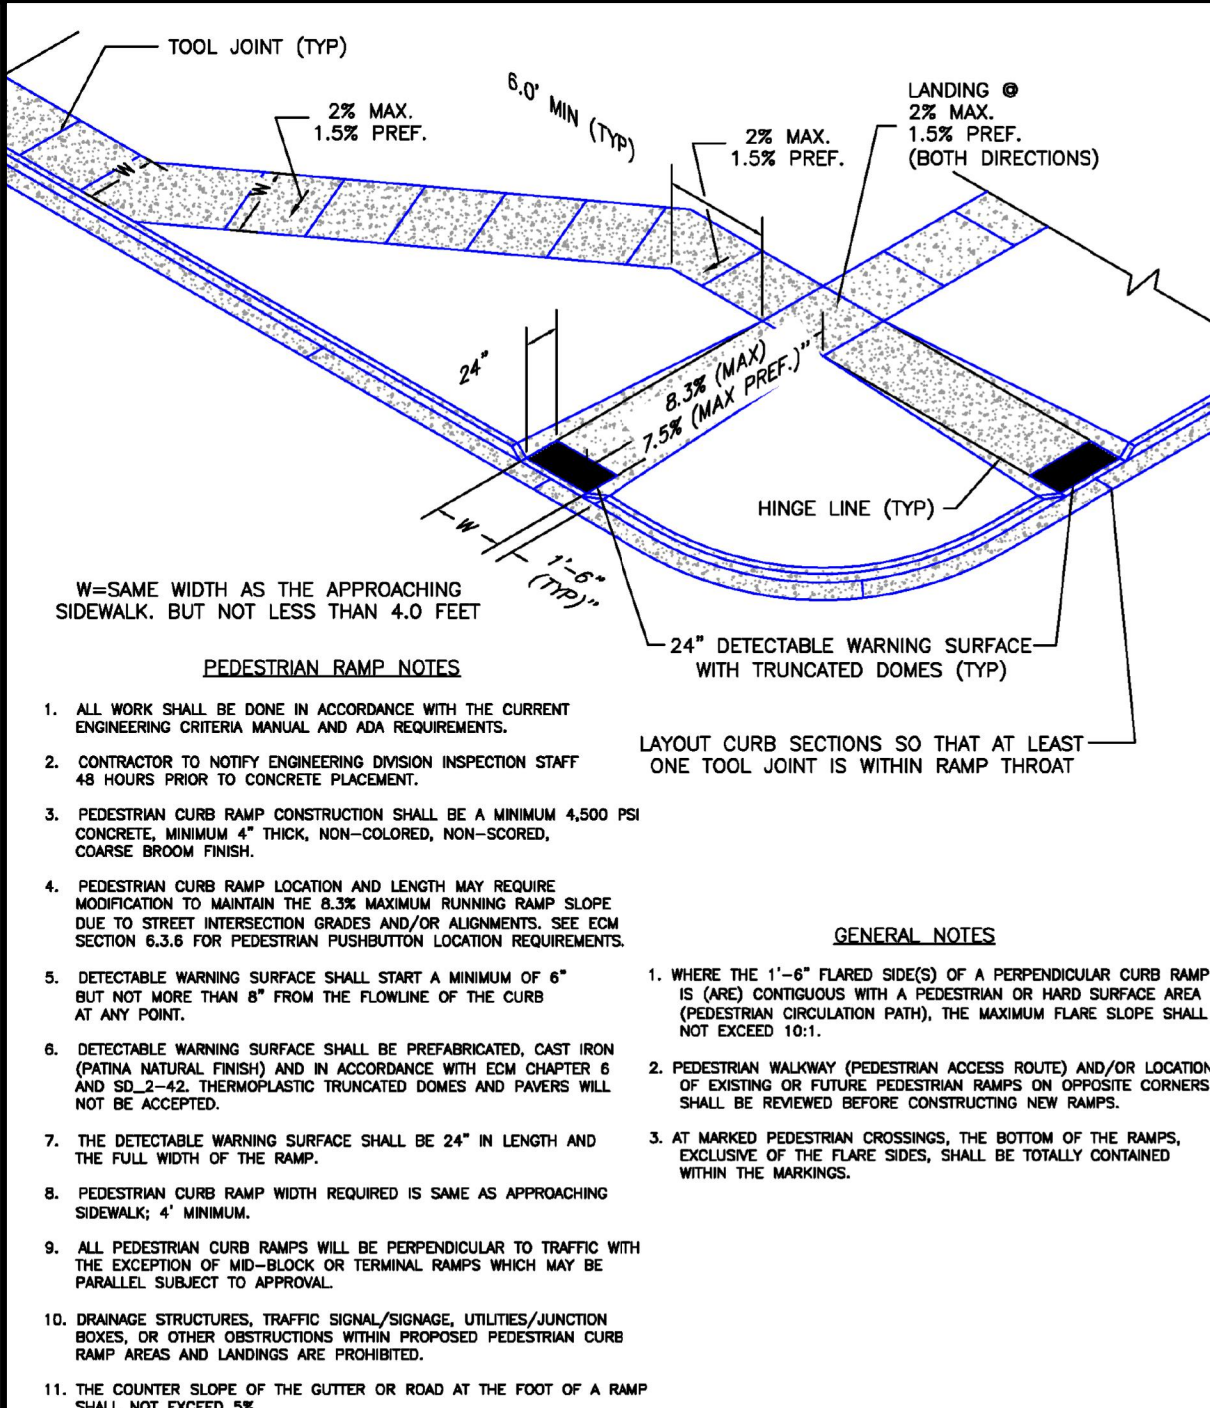 TOOL JOINT (TYP)
2% MAX.
1.5% PREF.
6.0' MIN (TYP)
2% MAX.
1.5% PREF.
LANDING @
2% MAX.
1.5% PREF.
(BOTH DIRECTIONS)
W
W
24"
8.3% (MAX)
7.5% (MAX PREF.)"
HINGE LINE (TYP)
W
1'-6"
(TYP)"
W=SAME WIDTH AS THE APPROACHING
SIDEWALK. BUT NOT LESS THAN 4.0 FEET
24" DETECTABLE WARNING SURFACE
WITH TRUNCATED DOMES (TYP)
LAYOUT CURB SECTIONS SO THAT AT LEAST
ONE TOOL JOINT IS WITHIN RAMP THROAT
PEDESTRIAN RAMP NOTES
1. ALL WORK SHALL BE DONE IN ACCORDANCE WITH THE CURRENT
ENGINEERING CRITERIA MANUAL AND ADA REQUIREMENTS.
2. CONTRACTOR TO NOTIFY ENGINEERING DIVISION INSPECTION STAFF
48 HOURS PRIOR TO CONCRETE PLACEMENT.
3. PEDESTRIAN CURB RAMP CONSTRUCTION SHALL BE A MINIMUM 4,500 PSI
CONCRETE, MINIMUM 4" THICK, NON-COLORED, NON-SCORED,
COARSE BROOM FINISH.
4. PEDESTRIAN CURB RAMP LOCATION AND LENGTH MAY REQUIRE
MODIFICATION TO MAINTAIN THE 8.3% MAXIMUM RUNNING RAMP SLOPE
DUE TO STREET INTERSECTION GRADES AND/OR ALIGNMENTS. SEE ECM
SECTION 6.3.6 FOR PEDESTRIAN PUSHBUTTON LOCATION REQUIREMENTS.
5. DETECTABLE WARNING SURFACE SHALL START A MINIMUM OF 6"
BUT NOT MORE THAN 8" FROM THE FLOWLINE OF THE CURB
AT ANY POINT.
6. DETECTABLE WARNING SURFACE SHALL BE PREFABRICATED, CAST IRON
(PATINA NATURAL FINISH) AND IN ACCORDANCE WITH ECM CHAPTER 6
AND SD_2-42. THERMOPLASTIC TRUNCATED DOMES AND PAVERS WILL
NOT BE ACCEPTED.
7. THE DETECTABLE WARNING SURFACE SHALL BE 24" IN LENGTH AND
THE FULL WIDTH OF THE RAMP.
8. PEDESTRIAN CURB RAMP WIDTH REQUIRED IS SAME AS APPROACHING
SIDEWALK; 4' MINIMUM.
9. ALL PEDESTRIAN CURB RAMPS WILL BE PERPENDICULAR TO TRAFFIC WITH
THE EXCEPTION OF MID-BLOCK OR TERMINAL RAMPS WHICH MAY BE
PARALLEL SUBJECT TO APPROVAL.
10. DRAINAGE STRUCTURES, TRAFFIC SIGNAL/SIGNAGE, UTILITIES/JUNCTION
BOXES, OR OTHER OBSTRUCTIONS WITHIN PROPOSED PEDESTRIAN CURB
RAMP AREAS AND LANDINGS ARE PROHIBITED.
11. THE COUNTER SLOPE OF THE GUTTER OR ROAD AT THE FOOT OF A RAMP
SHALL NOT EXCEED 5%
GENERAL NOTES
1. WHERE THE 1'-6" FLARED SIDE(S) OF A PERPENDICULAR CURB RAMP
IS (ARE) CONTIGUOUS WITH A PEDESTRIAN OR HARD SURFACE AREA
(PEDESTRIAN CIRCULATION PATH), THE MAXIMUM FLARE SLOPE SHALL
NOT EXCEED 10:1.
2. PEDESTRIAN WALKWAY (PEDESTRIAN ACCESS ROUTE) AND/OR LOCATION
OF EXISTING OR FUTURE PEDESTRIAN RAMPS ON OPPOSITE CORNERS
SHALL BE REVIEWED BEFORE CONSTRUCTING NEW RAMPS.
3. AT MARKED PEDESTRIAN CROSSINGS, THE BOTTOM OF THE RAMPS,
EXCLUSIVE OF THE FLARE SIDES, SHALL BE TOTALLY CONTAINED
WITHIN THE MARKINGS.